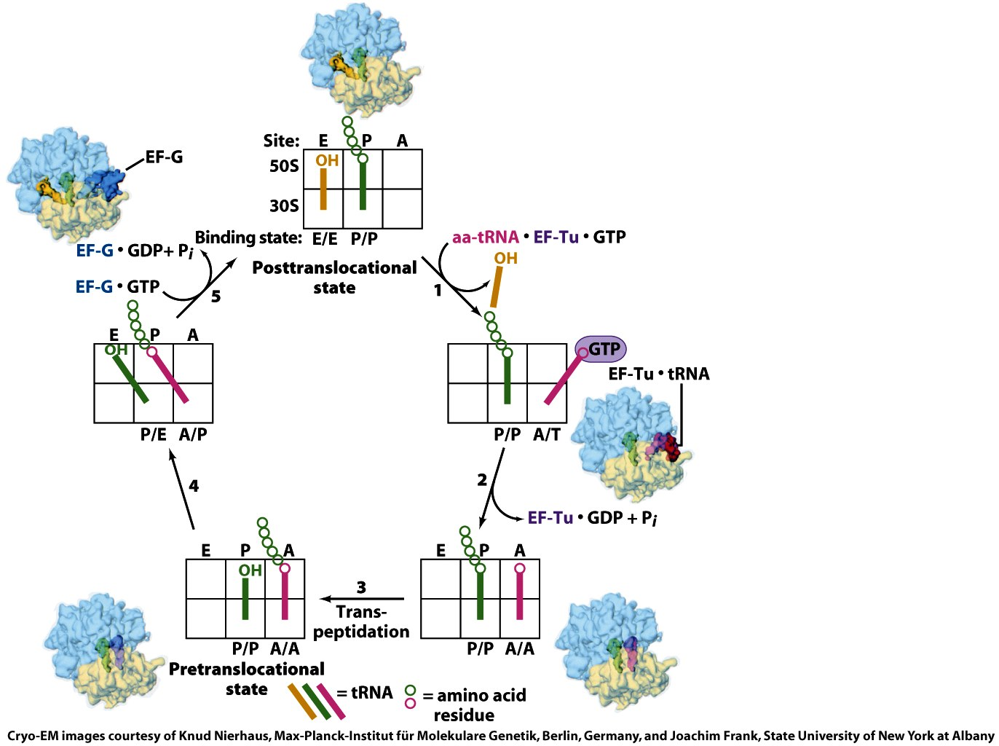 EF-G
Site: E P A
50S OH
30S
Binding state: E/E P/P
Posttranslocational
state
aa-tRNA • EF-Tu • GTP
OH
1
EF-G • GDP+ Pi
EF-G • GTP
5
E P A
OH
P/E A/P
GTP
EF-Tu • tRNA
P/P A/T
2
EF-Tu • GDP + Pi
4
E P A
OH
P/P A/A
Pretranslocational
state
3
Trans-
peptidation
E P A
P/P A/A
= tRNA
= amino acid
residue
Cryo-EM images courtesy of Knud Nierhaus, Max-Planck-Institut für Molekulare Genetik, Berlin, Germany, and Joachim Frank, State University of New York at Albany